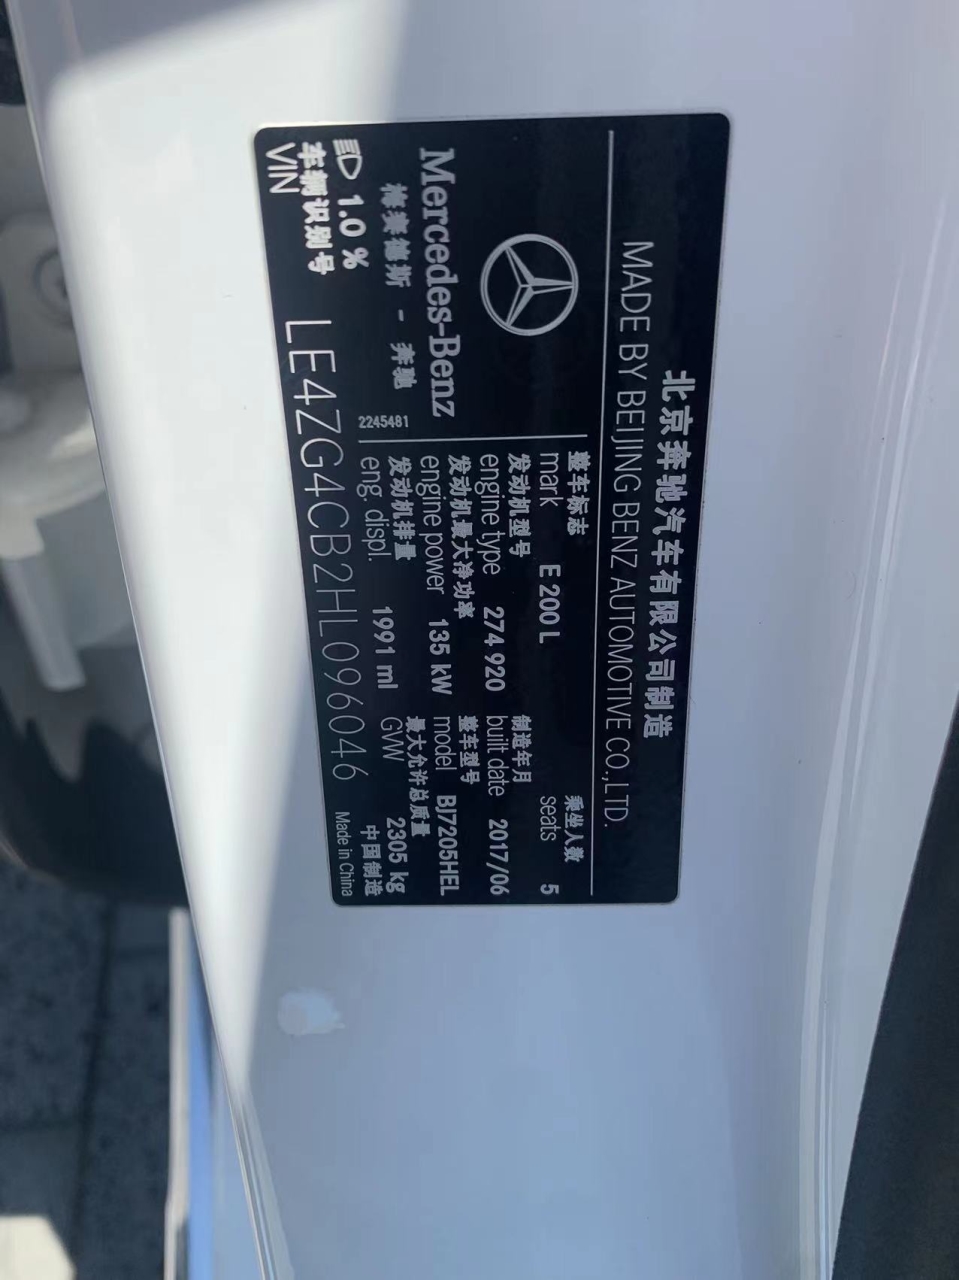 北京奔驰汽车有限公司制造
MADE BY BEIJING BENZ AUTOMOTIVE CO.,LTD.
Mercedes-Benz
梅赛德斯 - 奔驰
1.0 %
2245481
整车标志
mark E 200 L
乘坐人数
seats 5
发动机型号
engine type 274 920
制造年月
built date 2017/06
发动机最大净功率
engine power 135 kW
整车型号
model BJ7205HEL
发动机排量
eng. displ. 1991 ml
最大允许总质量
GVW 2305 kg
车辆识别号
VIN LE4ZG4CB2HL096046
中国制造
Made in China